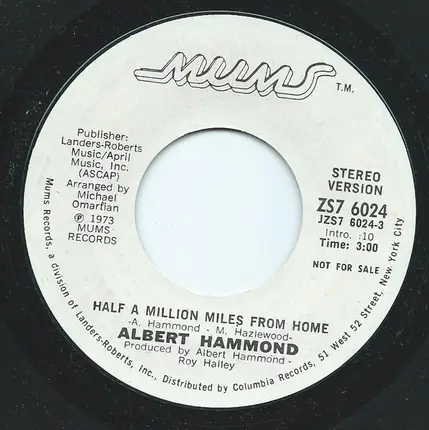 MUMS T.M.
Publisher:
Landers-Roberts
Music/April
Music, Inc.
(ASCAP)
Arranged by
Michael
Omartian
℗ 1973
MUMS
RECORDS
STEREO
VERSION
ZS7 6024
JZS7 6024-3
Intro. :10
Time: 3:00
NOT FOR SALE
HALF A MILLION MILES FROM HOME
-A. Hammond - M. Hazlewood-
ALBERT HAMMOND
Produced by Albert Hammond -
Roy Halley
Mums Records, a division of Landers-Roberts, Inc., Distributed by Columbia Records, 51 West 52 Street, New York City